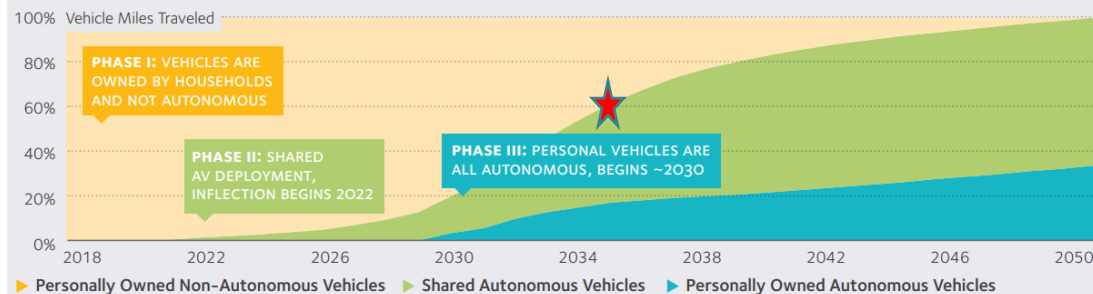 100% Vehicle Miles Traveled
80%
60%
40%
20%
0%
PHASE I: VEHICLES ARE
OWNED BY HOUSEHOLDS
AND NOT AUTONOMOUS
PHASE II: SHARED
AV DEPLOYMENT,
INFLECTION BEGINS 2022
PHASE III: PERSONAL VEHICLES ARE
ALL AUTONOMOUS, BEGINS ~2030
2018 2022 2026 2030 2034 2038 2042 2046 2050
Personally Owned Non-Autonomous Vehicles Shared Autonomous Vehicles Personally Owned Autonomous Vehicles